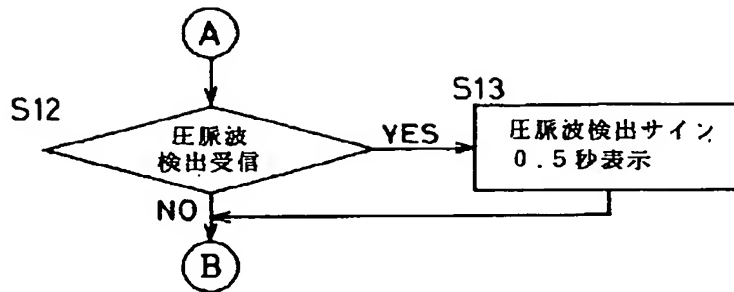 A
S12
圧脈波
検出受信
YES
S13
圧脈波検出サイン
0.5秒表示
NO
B